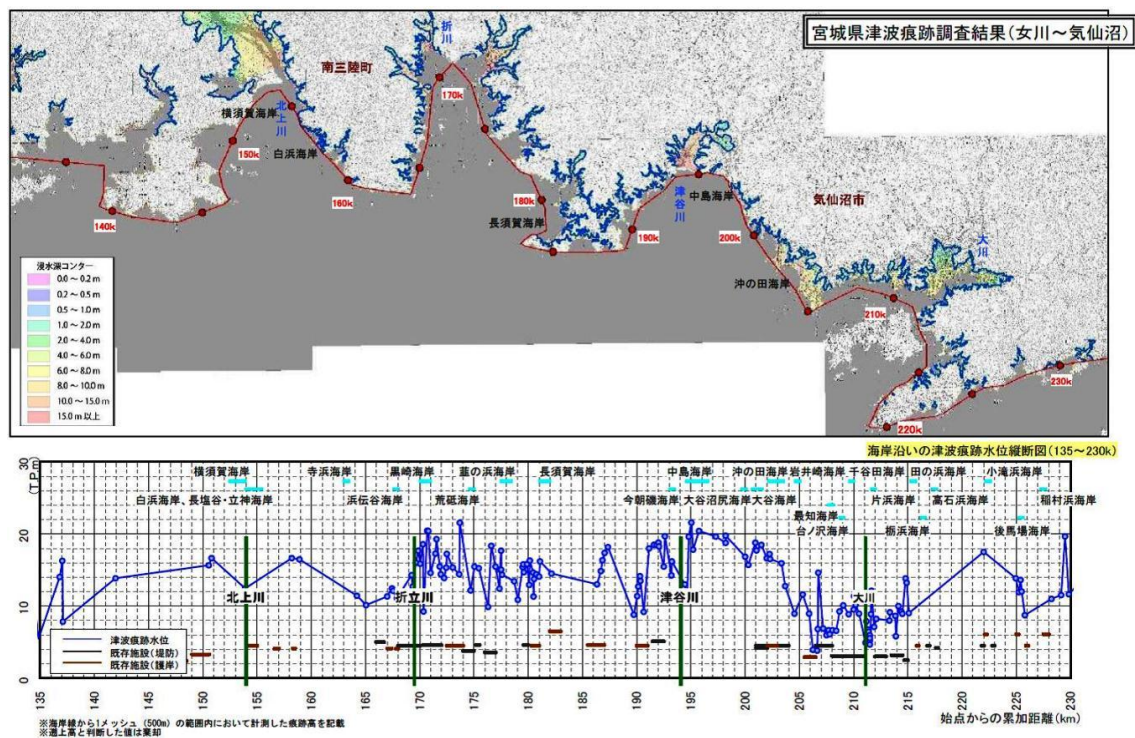 宮城県津波痕跡調査結果(女川～気仙沼)
折川
南三陸町
170k
横須賀海岸
北上川
150k
白浜海岸
津谷川
中島海岸
気仙沼市
大川
140k
160k
180k
長須賀海岸
190k
200k
沖の田海岸
210k
220k
230k
浸水深コンター
0.0～0.2 m
0.2～0.5 m
0.5～1.0 m
1.0～2.0 m
2.0～4.0 m
4.0～6.0 m
6.0～8.0 m
8.0～10.0 m
10.0～15.0 m
15.0 m 以上
海岸沿いの津波痕跡水位縦断図(135～230k)
(T.P.m)
30
20
10
0
横須賀海岸 寺浜海岸 黒崎海岸 韮の浜海岸 長須賀海岸 中島海岸 沖の田海岸 岩井崎海岸 千谷田海岸 田の浜海岸 小滝浜海岸
白浜海岸、長塩谷・立神海岸 浜伝谷海岸 荒砥海岸 今朝磯海岸 大谷沼尻海岸 大谷海岸 片浜海岸 高石浜海岸 稲村浜海岸
最知海岸
台ノ沢海岸 栃浜海岸 後馬場海岸
北上川 折立川 津谷川 大川
津波痕跡水位
既存施設(堤防)
既存施設(護岸)
135 140 145 150 155 160 165 170 175 180 185 190 195 200 205 210 215 220 225 230
※海岸線から1メッシュ(500m)の範囲内において計測した痕跡高を記載
※遡上高と判断した値は棄却
始点からの累加距離(km)